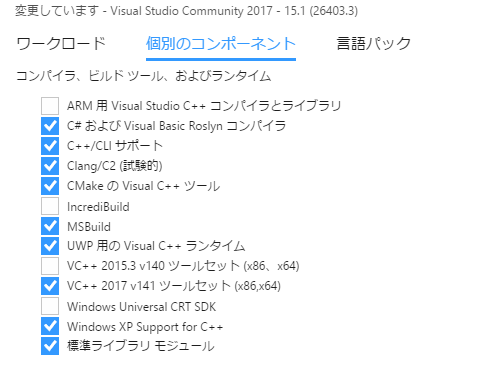 変更しています - Visual Studio Community 2017 - 15.1 (26403.3)
ワークロード 個別のコンポーネント 言語パック
コンパイラ、ビルド ツール、およびランタイム
ARM 用 Visual Studio C++ コンパイラとライブラリ
C# および Visual Basic Roslyn コンパイラ
C++/CLI サポート
Clang/C2 (試験的)
CMake の Visual C++ ツール
IncrediBuild
MSBuild
UWP 用の Visual C++ ランタイム
VC++ 2015.3 v140 ツールセット (x86、x64)
VC++ 2017 v141 ツールセット (x86,x64)
Windows Universal CRT SDK
Windows XP Support for C++
標準ライブラリ モジュール